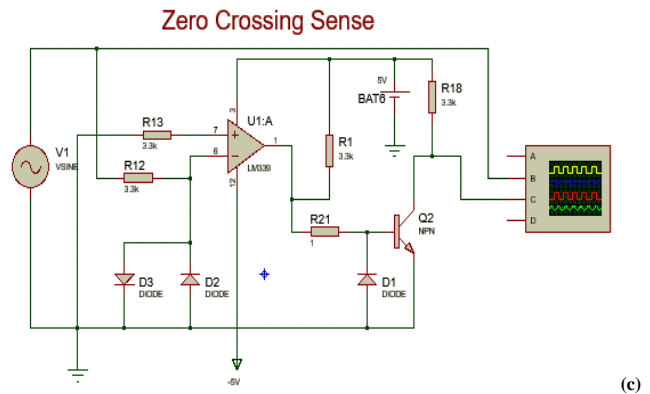 Zero Crossing Sense
5V
BAT6
R18
3.3k
3
U1:A
R13
3.3k
7
6
1
LM339
12
R1
3.3k
V1
VSINE
R12
3.3k
A
B
C
D
R21
1
Q2
NPN
D3
DIODE
D2
DIODE
D1
DIODE
-5V
(c)